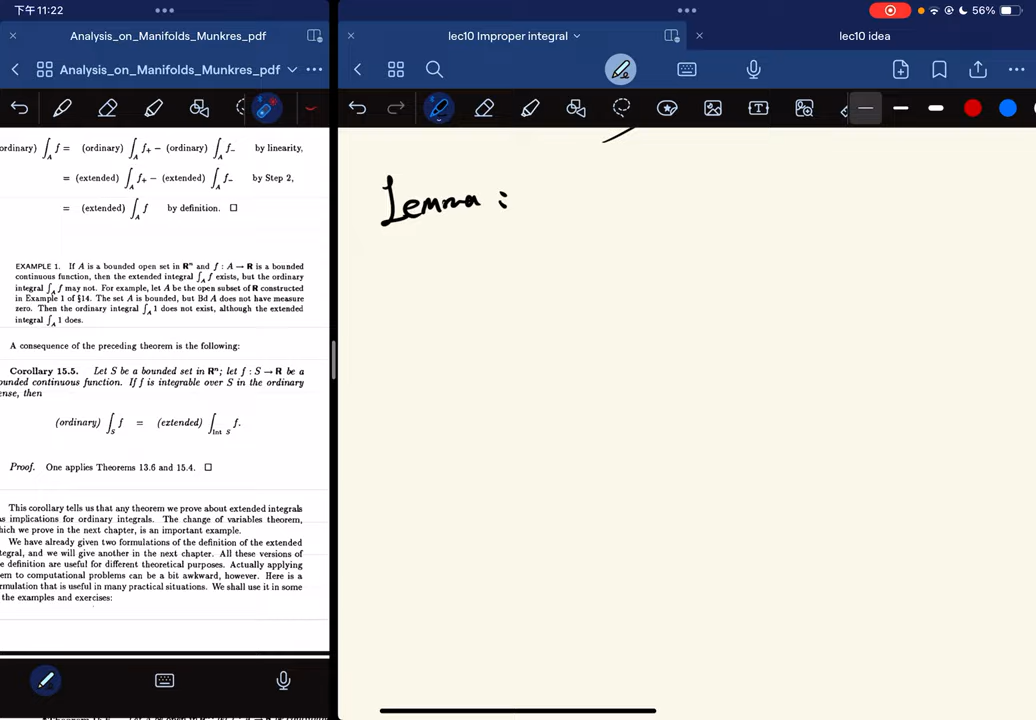 下午11:22
56%
Analysis_on_Manifolds_Munkres_pdf
lec10 Improper integral
lec10 idea
Analysis_on_Manifolds_Munkres_pdf
ordinary) ∫_A f = (ordinary) ∫_A f₊ − (ordinary) ∫_A f₋ by linearity,
= (extended) ∫_A f₊ − (extended) ∫_A f₋ by Step 2,
= (extended) ∫_A f by definition. □
EXAMPLE 1. If A is a bounded open set in Rⁿ and f : A → R is a bounded
continuous function, then the extended integral ∫_A f exists, but the ordinary
integral ∫_A f may not. For example, let A be the open subset of R constructed
in Example 1 of §14. The set A is bounded, but Bd A does not have measure
zero. Then the ordinary integral ∫_A 1 does not exist, although the extended
integral ∫_A 1 does.
A consequence of the preceding theorem is the following:
Corollary 15.5. Let S be a bounded set in Rⁿ; let f : S → R be a
ounded continuous function. If f is integrable over S in the ordinary
ense, then
(ordinary) ∫_S f = (extended) ∫_Int S f.
Proof. One applies Theorems 13.6 and 15.4. □
This corollary tells us that any theorem we prove about extended integrals
as implications for ordinary integrals. The change of variables theorem,
hich we prove in the next chapter, is an important example.
We have already given two formulations of the definition of the extended
tegral, and we will give another in the next chapter. All these versions of
e definition are useful for different theoretical purposes. Actually applying
em to computational problems can be a bit awkward, however. Here is a
rmulation that is useful in many practical situations. We shall use it in some
the examples and exercises:
Lemma :